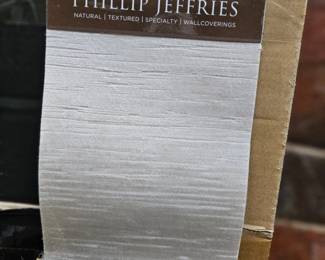 PHILLIP JEFFRIES
NATURAL | TEXTURED | SPECIALTY | WALLCOVERINGS